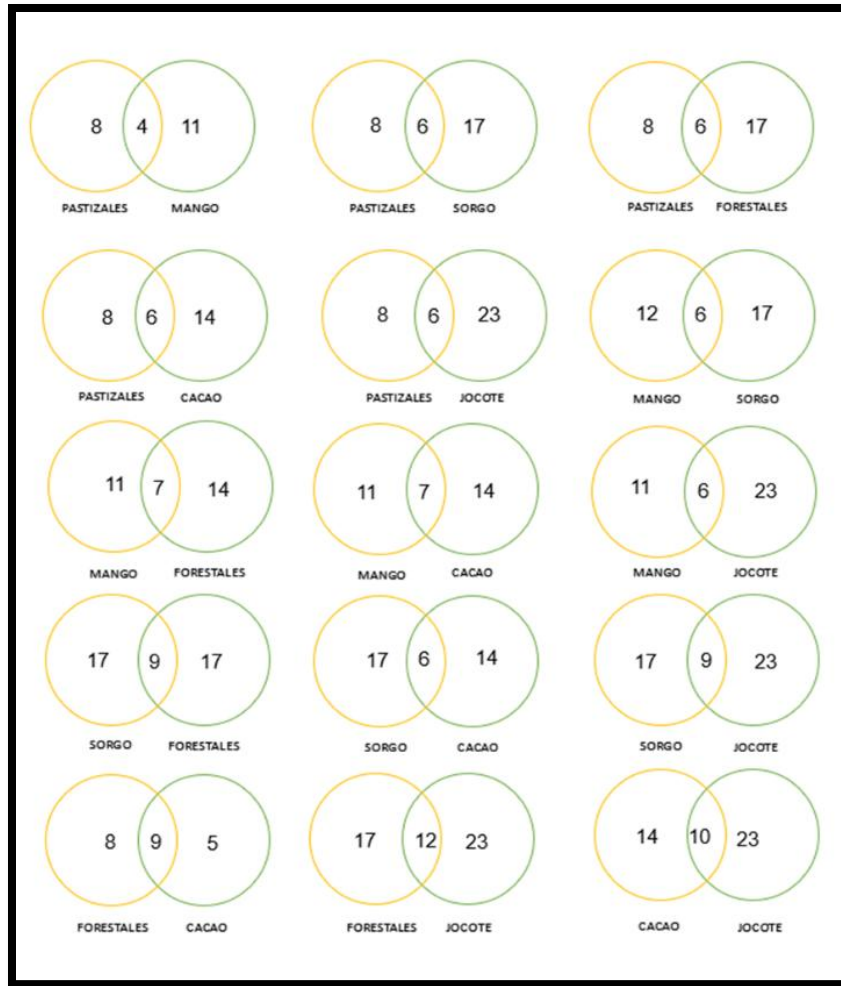 8 4 11 8 6 17 8 6 17
PASTIZALES MANGO PASTIZALES SORGO PASTIZALES FORESTALES
8 6 14 8 6 23 12 6 17
PASTIZALES CACAO PASTIZALES JOCOTE MANGO SORGO
11 7 14 11 7 14 11 6 23
MANGO FORESTALES MANGO CACAO MANGO JOCOTE
17 9 17 17 6 14 17 9 23
SORGO FORESTALES SORGO CACAO SORGO JOCOTE
8 9 5 17 12 23 14 10 23
FORESTALES CACAO FORESTALES JOCOTE CACAO JOCOTE